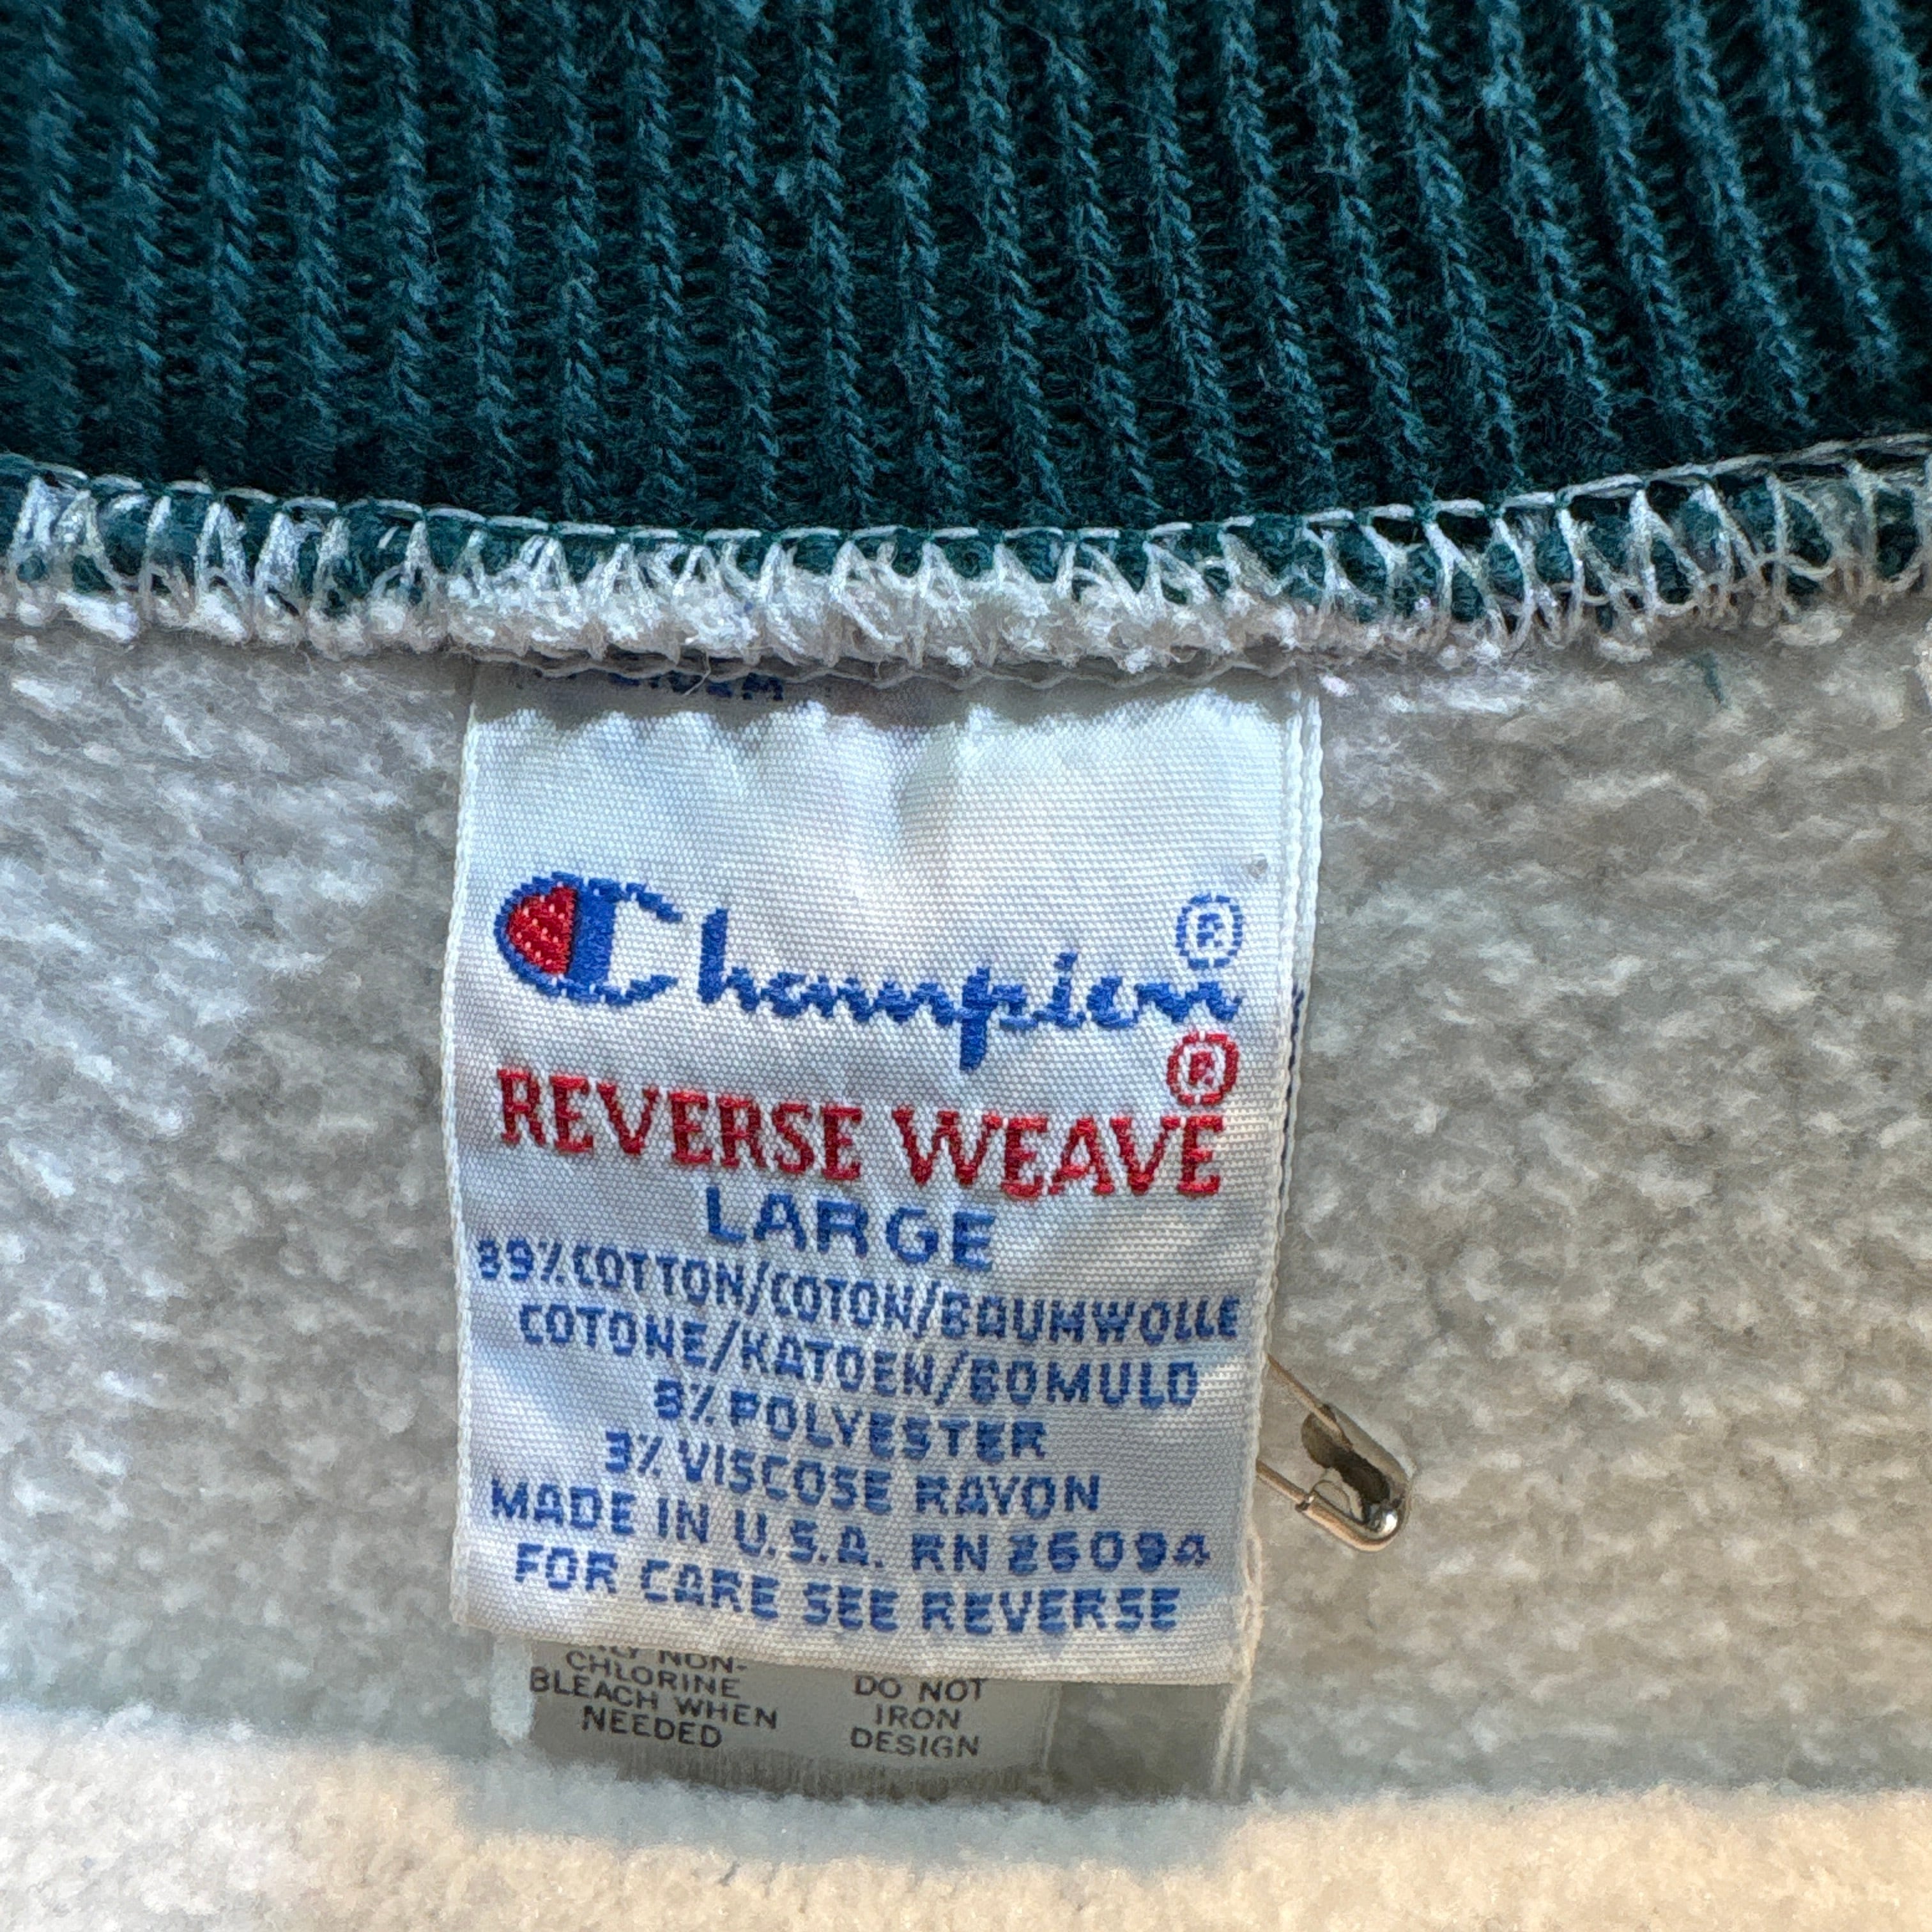 Champion®
REVERSE WEAVE®
LARGE
89% COTTON/COTON/BAUMWOLLE
COTONE/KATOEN/BOMULD
8% POLYESTER
3% VISCOSE RAYON
MADE IN U.S.A. RN 26094
FOR CARE SEE REVERSE
NON-
CHLORINE
BLEACH WHEN
NEEDED
DO NOT
IRON
DESIGN